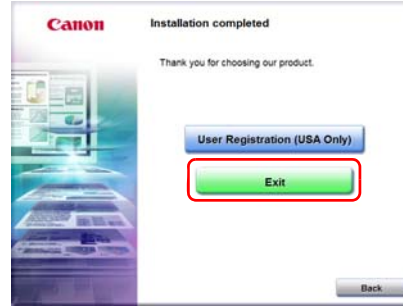 Canon
Installation completed
Thank you for choosing our product.
User Registration (USA Only)
Exit
Back